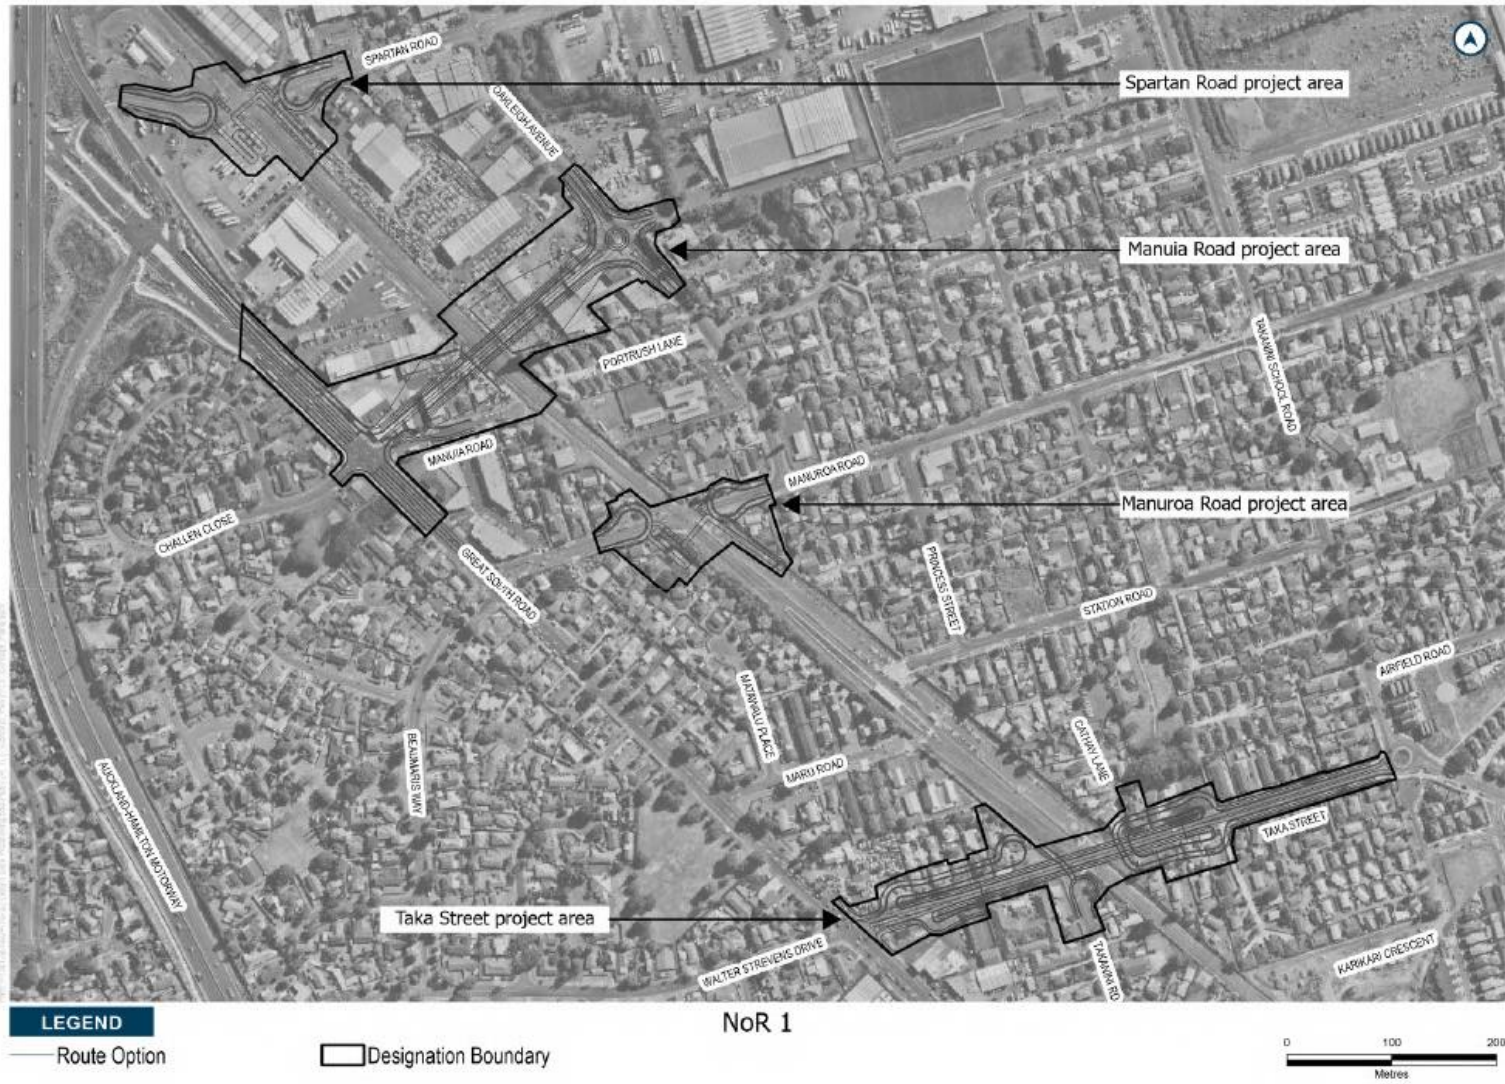 SPARTAN ROAD
Spartan Road project area
OAKLEIGH AVENUE
Manuia Road project area
PORTRUSH LANE
TAKANINI SCHOOL ROAD
MANUIA ROAD
MANUROA ROAD
Manuroa Road project area
CHALLEN CLOSE
GREAT SOUTH ROAD
PRINCESS STREET
STATION ROAD
AIRFIELD ROAD
MATAWALU PLACE
BEAUMARIS WAY
CATHAY LANE
MARU ROAD
AUCKLAND-HAMILTON MOTORWAY
TAKA STREET
Taka Street project area
WALTER STREVENS DRIVE
TAKANINI RD
KARIKARI CRESCENT
LEGEND
NoR 1
Route Option
Designation Boundary
0 100 200
Metres